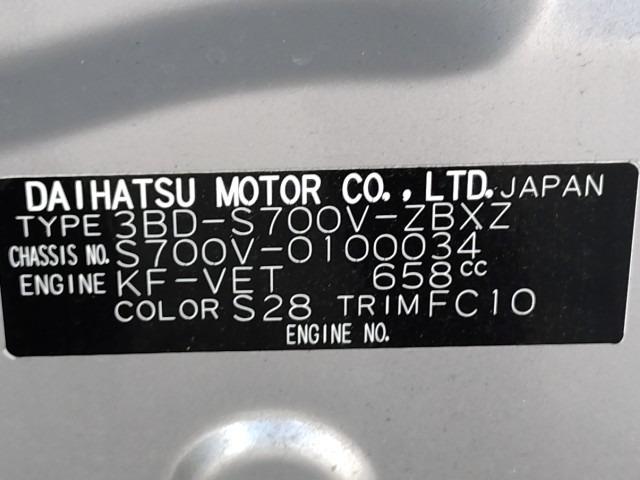 DAIHATSU MOTOR CO., LTD. JAPAN
TYPE 3BD-S700V-ZBXZ
CHASSIS NO. S700V-0100034
ENGINE KF-VET 658cc
COLOR S28 TRIM FC10
ENGINE NO.